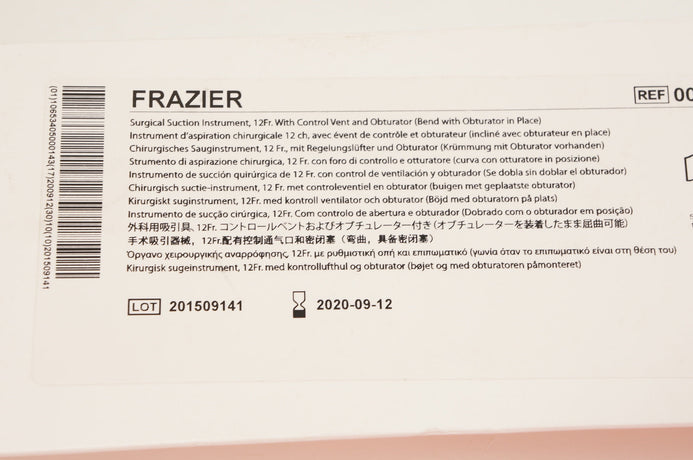 FRAZIER
REF 00
Surgical Suction Instrument, 12Fr. With Control Vent and Obturator (Bend with Obturator in Place)
Instrument d'aspiration chirurgicale 12 ch, avec évent de contrôle et obturateur (incliné avec obturateur en place)
Chirurgisches Sauginstrument, 12 Fr., mit Regelungslüfter und Obturator (Krümmung mit Obturator vorhanden)
Strumento di aspirazione chirurgica, 12 Fr. con foro di controllo e otturatore (curva con otturatore in posizione)
Instrumento de succión quirúrgica de 12 Fr. con control de ventilación y obturador (Se dobla sin doblar el obturador)
Chirurgisch suctie-instrument, 12 Fr. met controleventiel en obturator (buigen met geplaatste obturator)
Kirurgiskt suginstrument, 12Fr. med kontroll ventilator och obturator (Böjd med obturatorn på plats)
Instrumento de sucção cirúrgica, 12Fr. Com controlo de abertura e obturador (Dobrado com o obturador em posição)
外科用吸引具, 12Fr. コントロールベントおよびオブチュレーター付き (オブチュレーターを装着したまま屈曲可能)
手术吸引器械，12Fr.配有控制通气口和密闭塞（弯曲，具备密闭塞）
Όργανο χειρουργικής αναρρόφησης, 12Fr. με ρυθμιστική οπή και επιπωματικό (γωνία όταν το επιπωματικό είναι στη θέση του)
Kirurgisk sugeinstrument, 12Fr. med kontrollufthul og obturator (bøjet og med obturatoren påmonteret)
LOT 201509141
2020-09-12
(01)10653405000143(17)200912(30)10(10)201509141